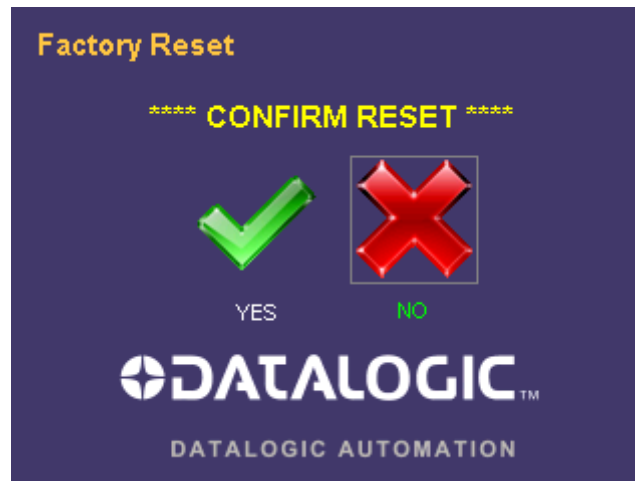 Factory Reset
**** CONFIRM RESET ****
YES NO
DATALOGIC™
DATALOGIC AUTOMATION